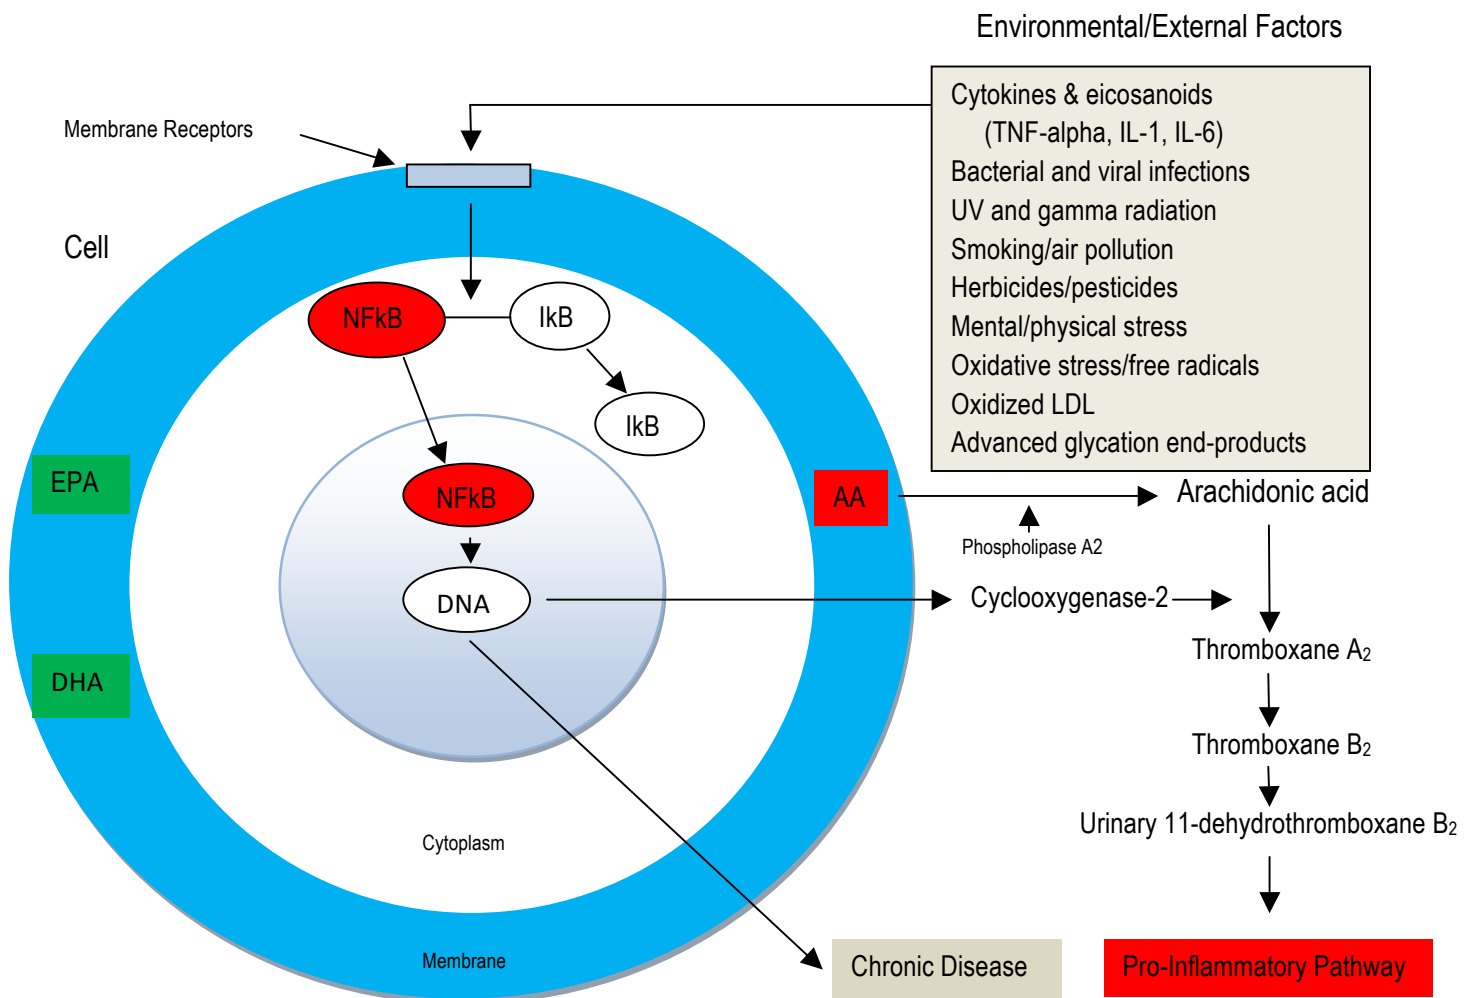 Environmental/External Factors
Cytokines & eicosanoids
(TNF-alpha, IL-1, IL-6)
Bacterial and viral infections
UV and gamma radiation
Smoking/air pollution
Herbicides/pesticides
Mental/physical stress
Oxidative stress/free radicals
Oxidized LDL
Advanced glycation end-products
Membrane Receptors
Cell
NFkB
IkB
IkB
EPA
NFkB
AA
Arachidonic acid
Phospholipase A2
DNA
Cyclooxygenase-2
Thromboxane A₂
DHA
Thromboxane B₂
Urinary 11-dehydrothromboxane B₂
Cytoplasm
Membrane
Chronic Disease
Pro-Inflammatory Pathway